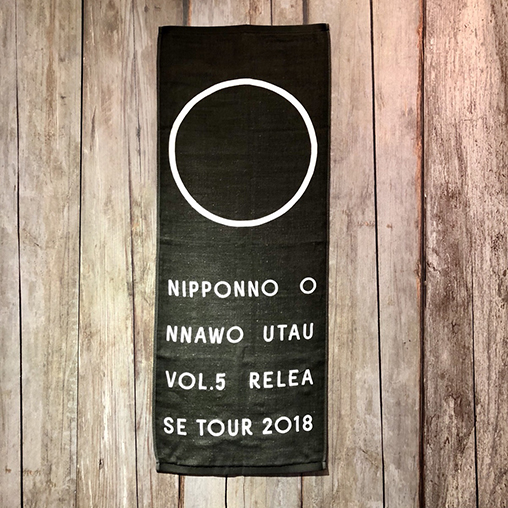 NIPPONNO O
NNAWO UTAU
VOL.5 RELEA
SE TOUR 2018